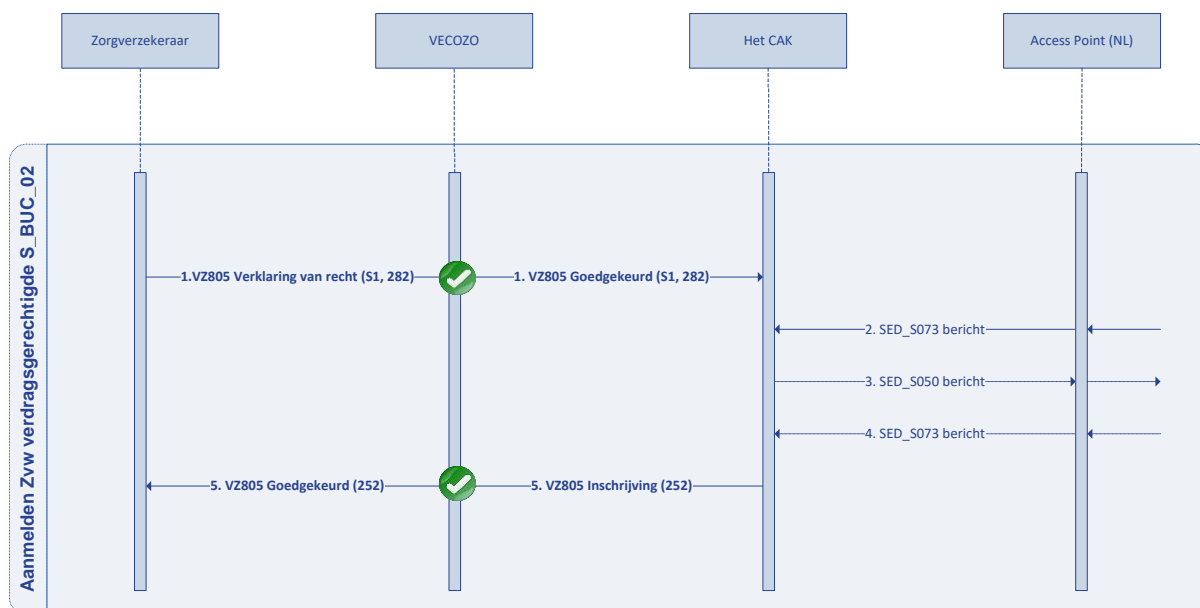 Zorgverzekeraar
VECOZO
Het CAK
Access Point (NL)
Aanmelden Zvw verdragsgerechtigde S_BUC_02
1.VZ805 Verklaring van recht (S1, 282)
1. VZ805 Goedgekeurd (S1, 282)
2. SED_S073 bericht
3. SED_S050 bericht
4. SED_S073 bericht
5. VZ805 Goedgekeurd (252)
5. VZ805 Inschrijving (252)